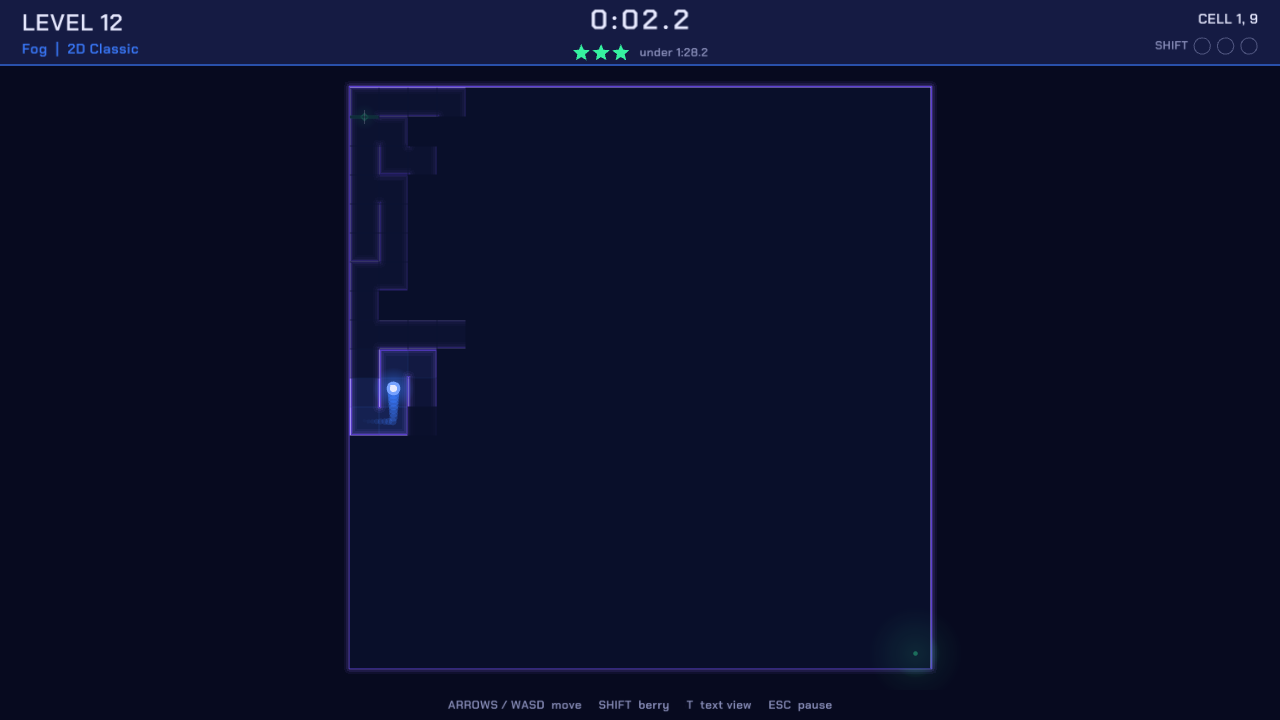 LEVEL 12
Fog | 2D Classic
0:02.2
under 1:28.2
CELL 1, 9
SHIFT
ARROWS / WASD move SHIFT berry T text view ESC pause